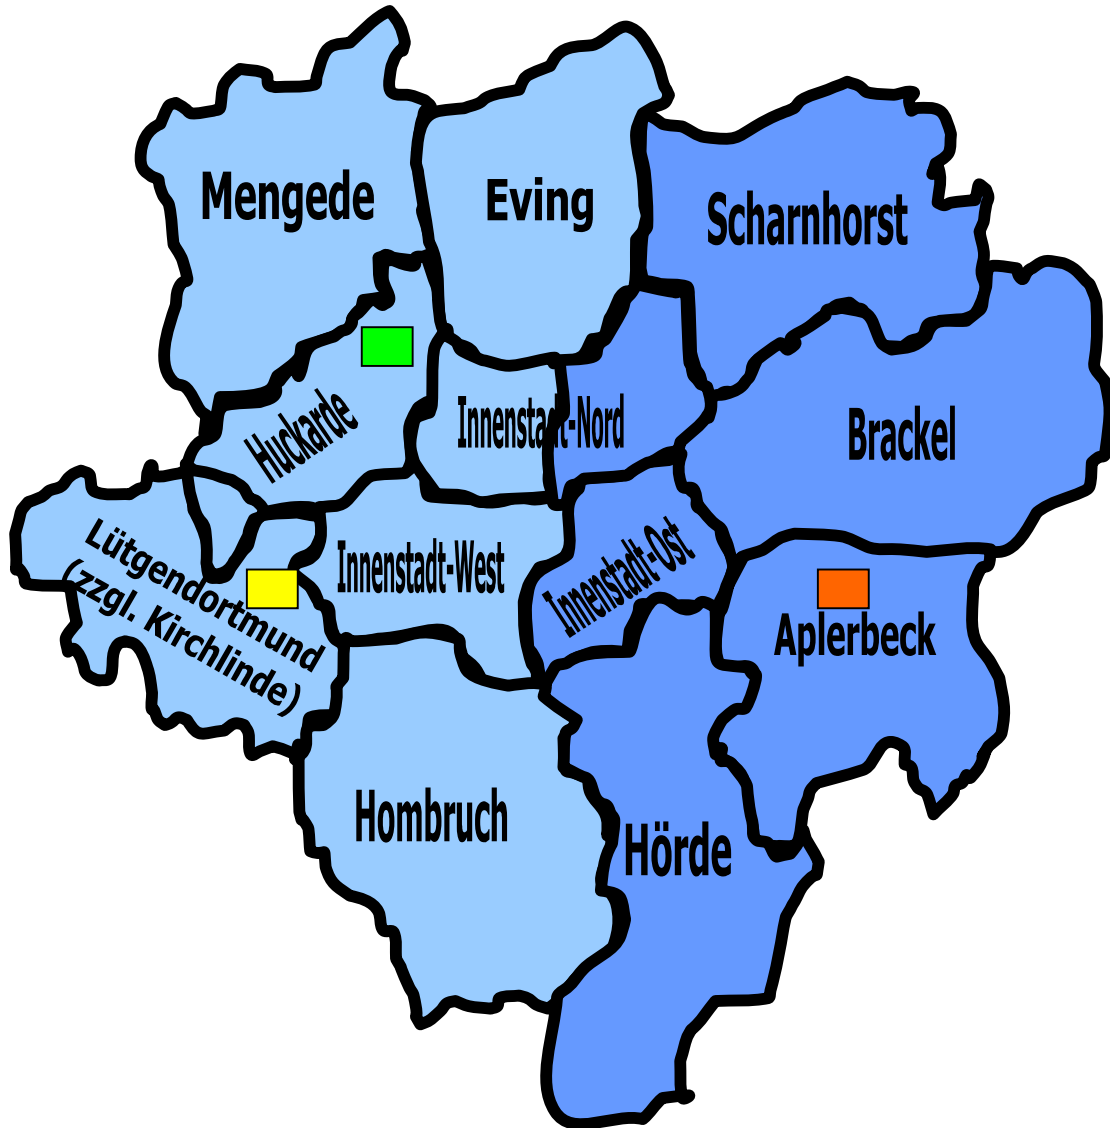 Mengede
Eving
Scharnhorst
Huckarde
Innenstadt-Nord
Brackel
Lütgendortmund
(zzgl. Kirchlinde)
Innenstadt-West
Innenstadt-Ost
Aplerbeck
Hombruch
Hörde